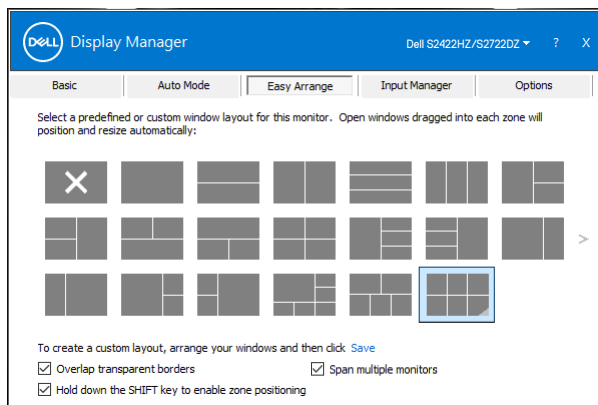 DELL Display Manager Dell S2422HZ/S2722DZ ? X
Basic Auto Mode Easy Arrange Input Manager Options
Select a predefined or custom window layout for this monitor. Open windows dragged into each zone will
position and resize automatically:
>
To create a custom layout, arrange your windows and then click Save
Overlap transparent borders Span multiple monitors
Hold down the SHIFT key to enable zone positioning